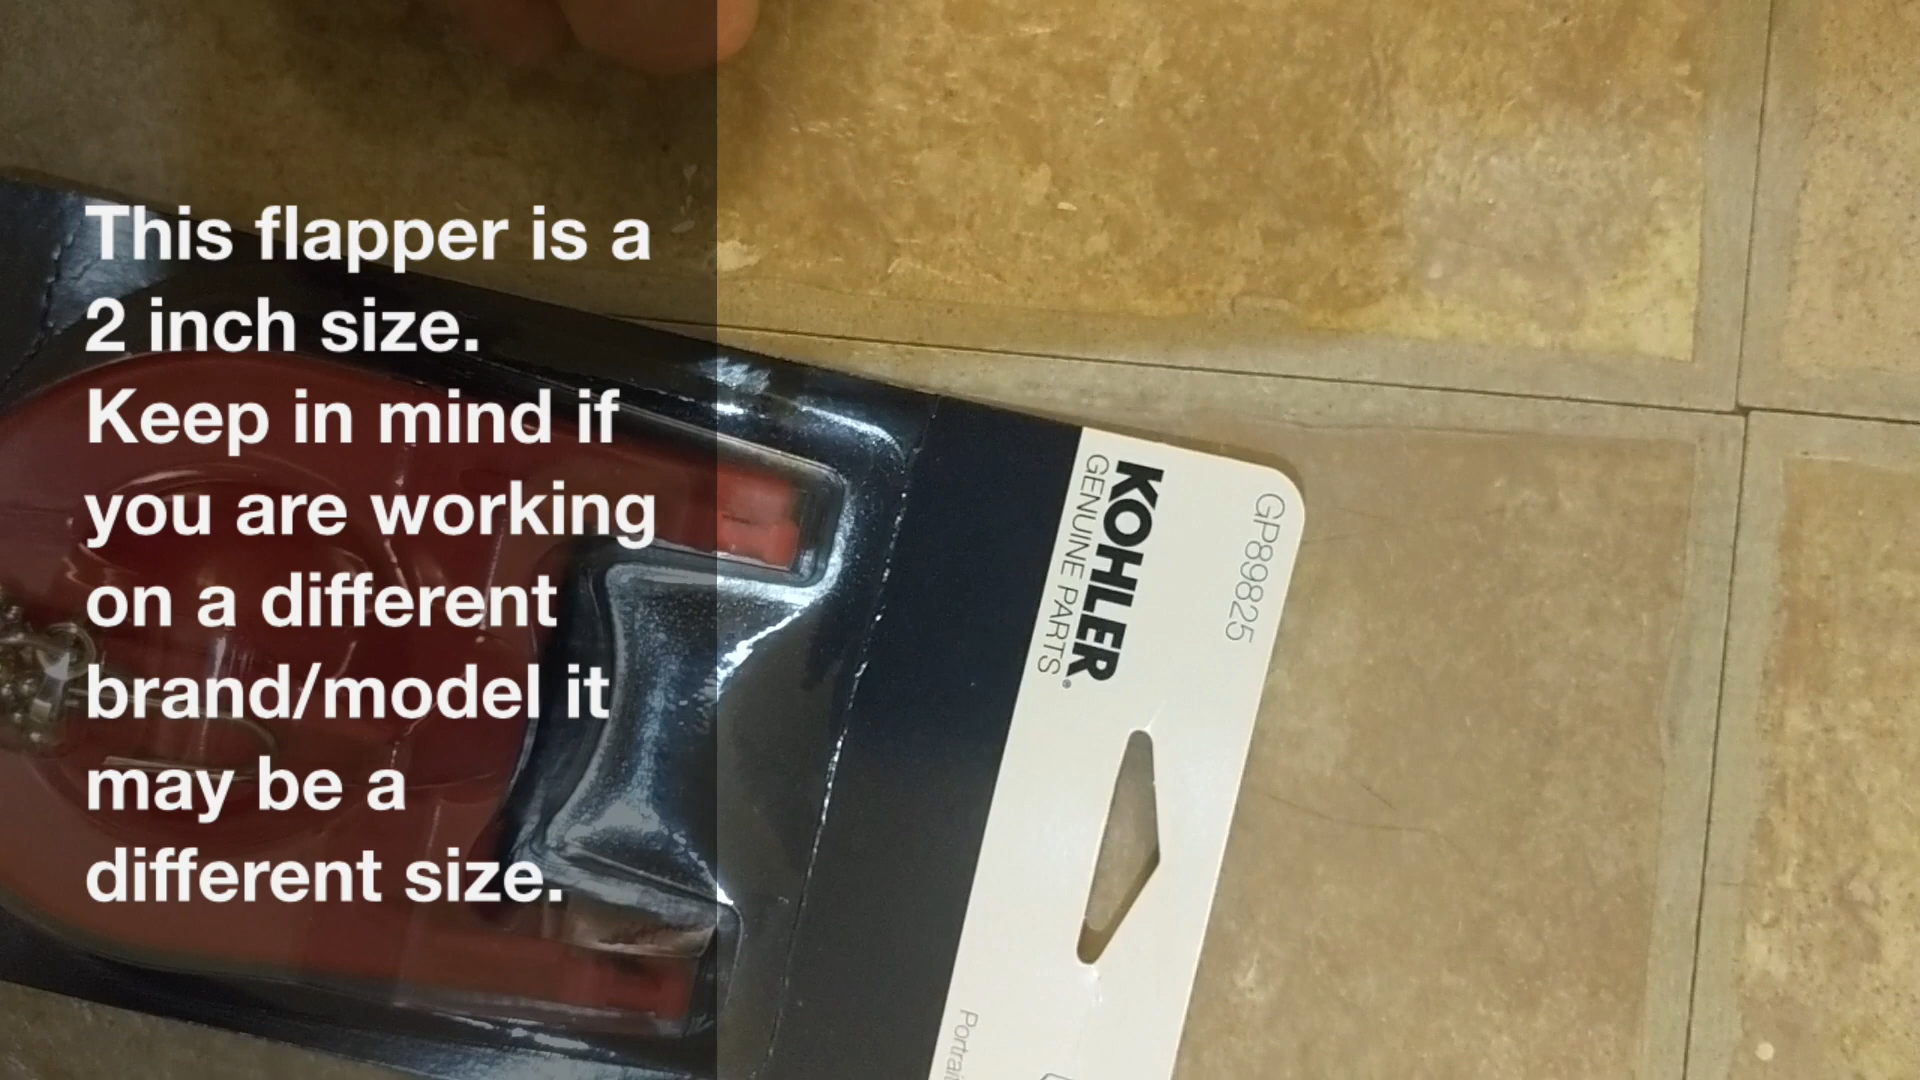 This flapper is a
2 inch size.
Keep in mind if
you are working
on a different
brand/model it
may be a
different size.
KOHLER®
GENUINE PARTS
GP89825